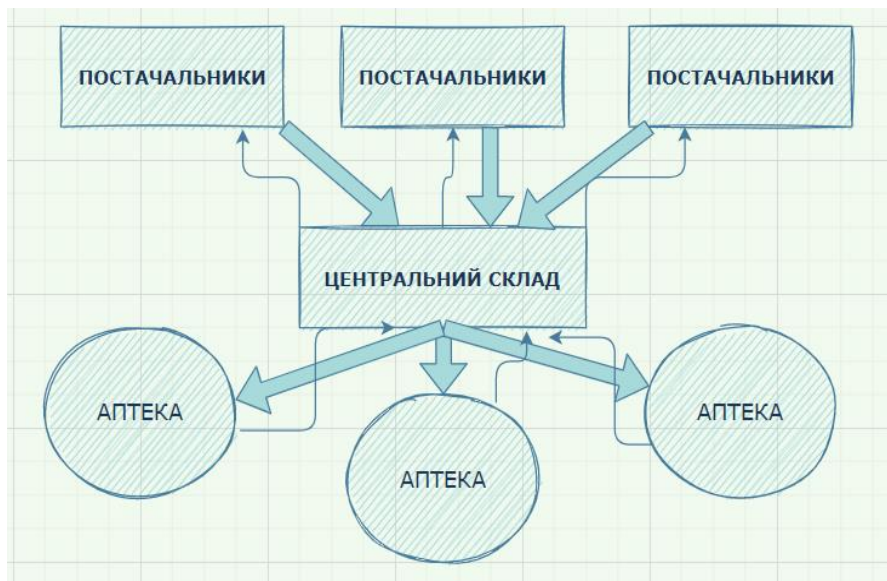 ПОСТАЧАЛЬНИКИ
ПОСТАЧАЛЬНИКИ
ПОСТАЧАЛЬНИКИ
ЦЕНТРАЛЬНИЙ СКЛАД
АПТЕКА
АПТЕКА
АПТЕКА